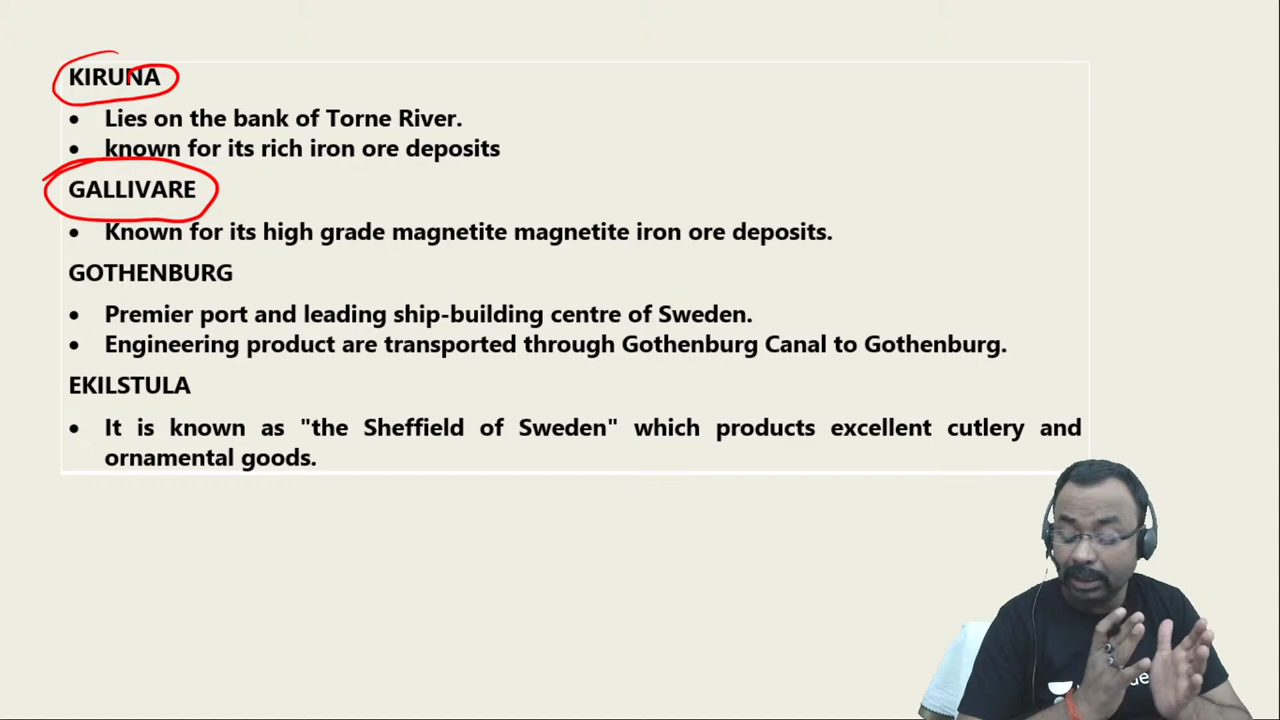 KIRUNA
• Lies on the bank of Torne River.
• known for its rich iron ore deposits
GALLIVARE
• Known for its high grade magnetite magnetite iron ore deposits.
GOTHENBURG
• Premier port and leading ship-building centre of Sweden.
• Engineering product are transported through Gothenburg Canal to Gothenburg.
EKILSTULA
• It is known as "the Sheffield of Sweden" which products excellent cutlery and
ornamental goods.